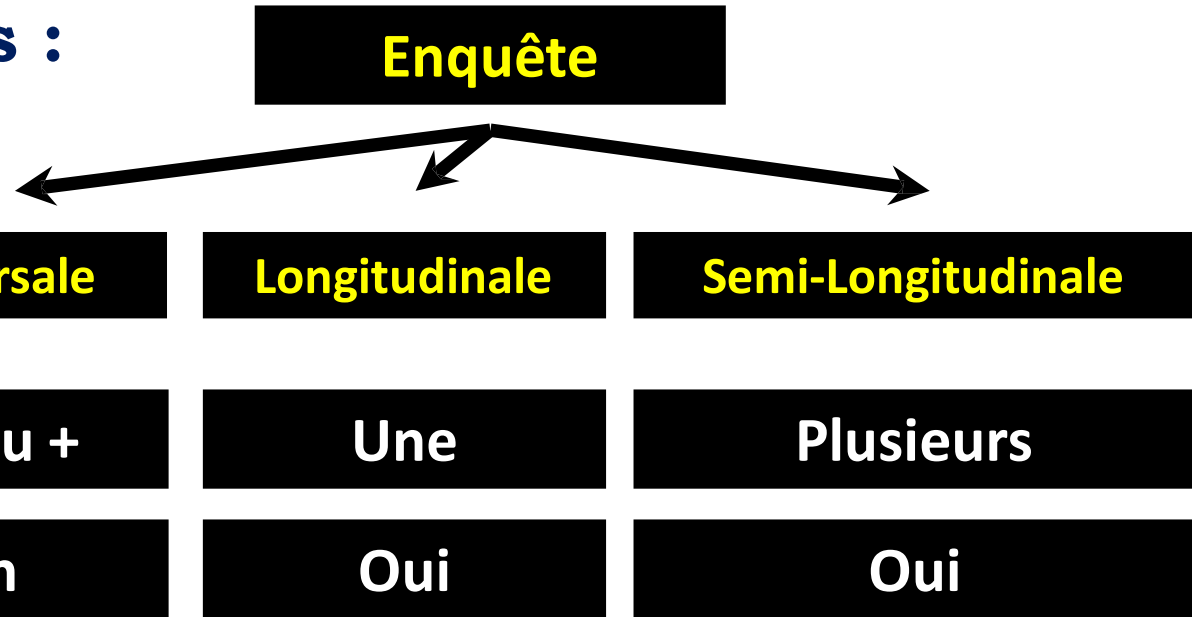 s :
Enquête
rsale Longitudinale Semi-Longitudinale
u + Une Plusieurs
n Oui Oui